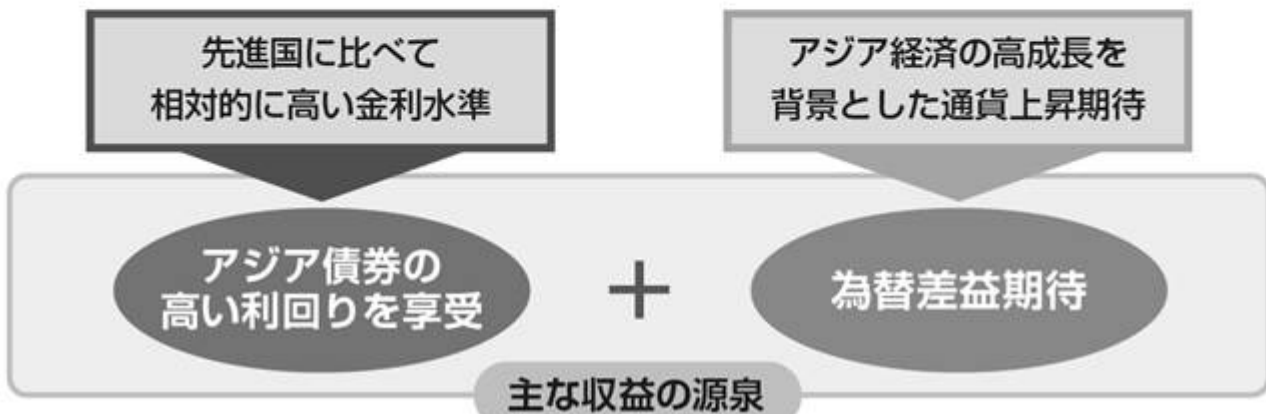 先進国に比べて
相対的に高い金利水準
アジア経済の高成長を
背景とした通貨上昇期待
アジア債券の
高い利回りを享受
+
為替差益期待
主な収益の源泉